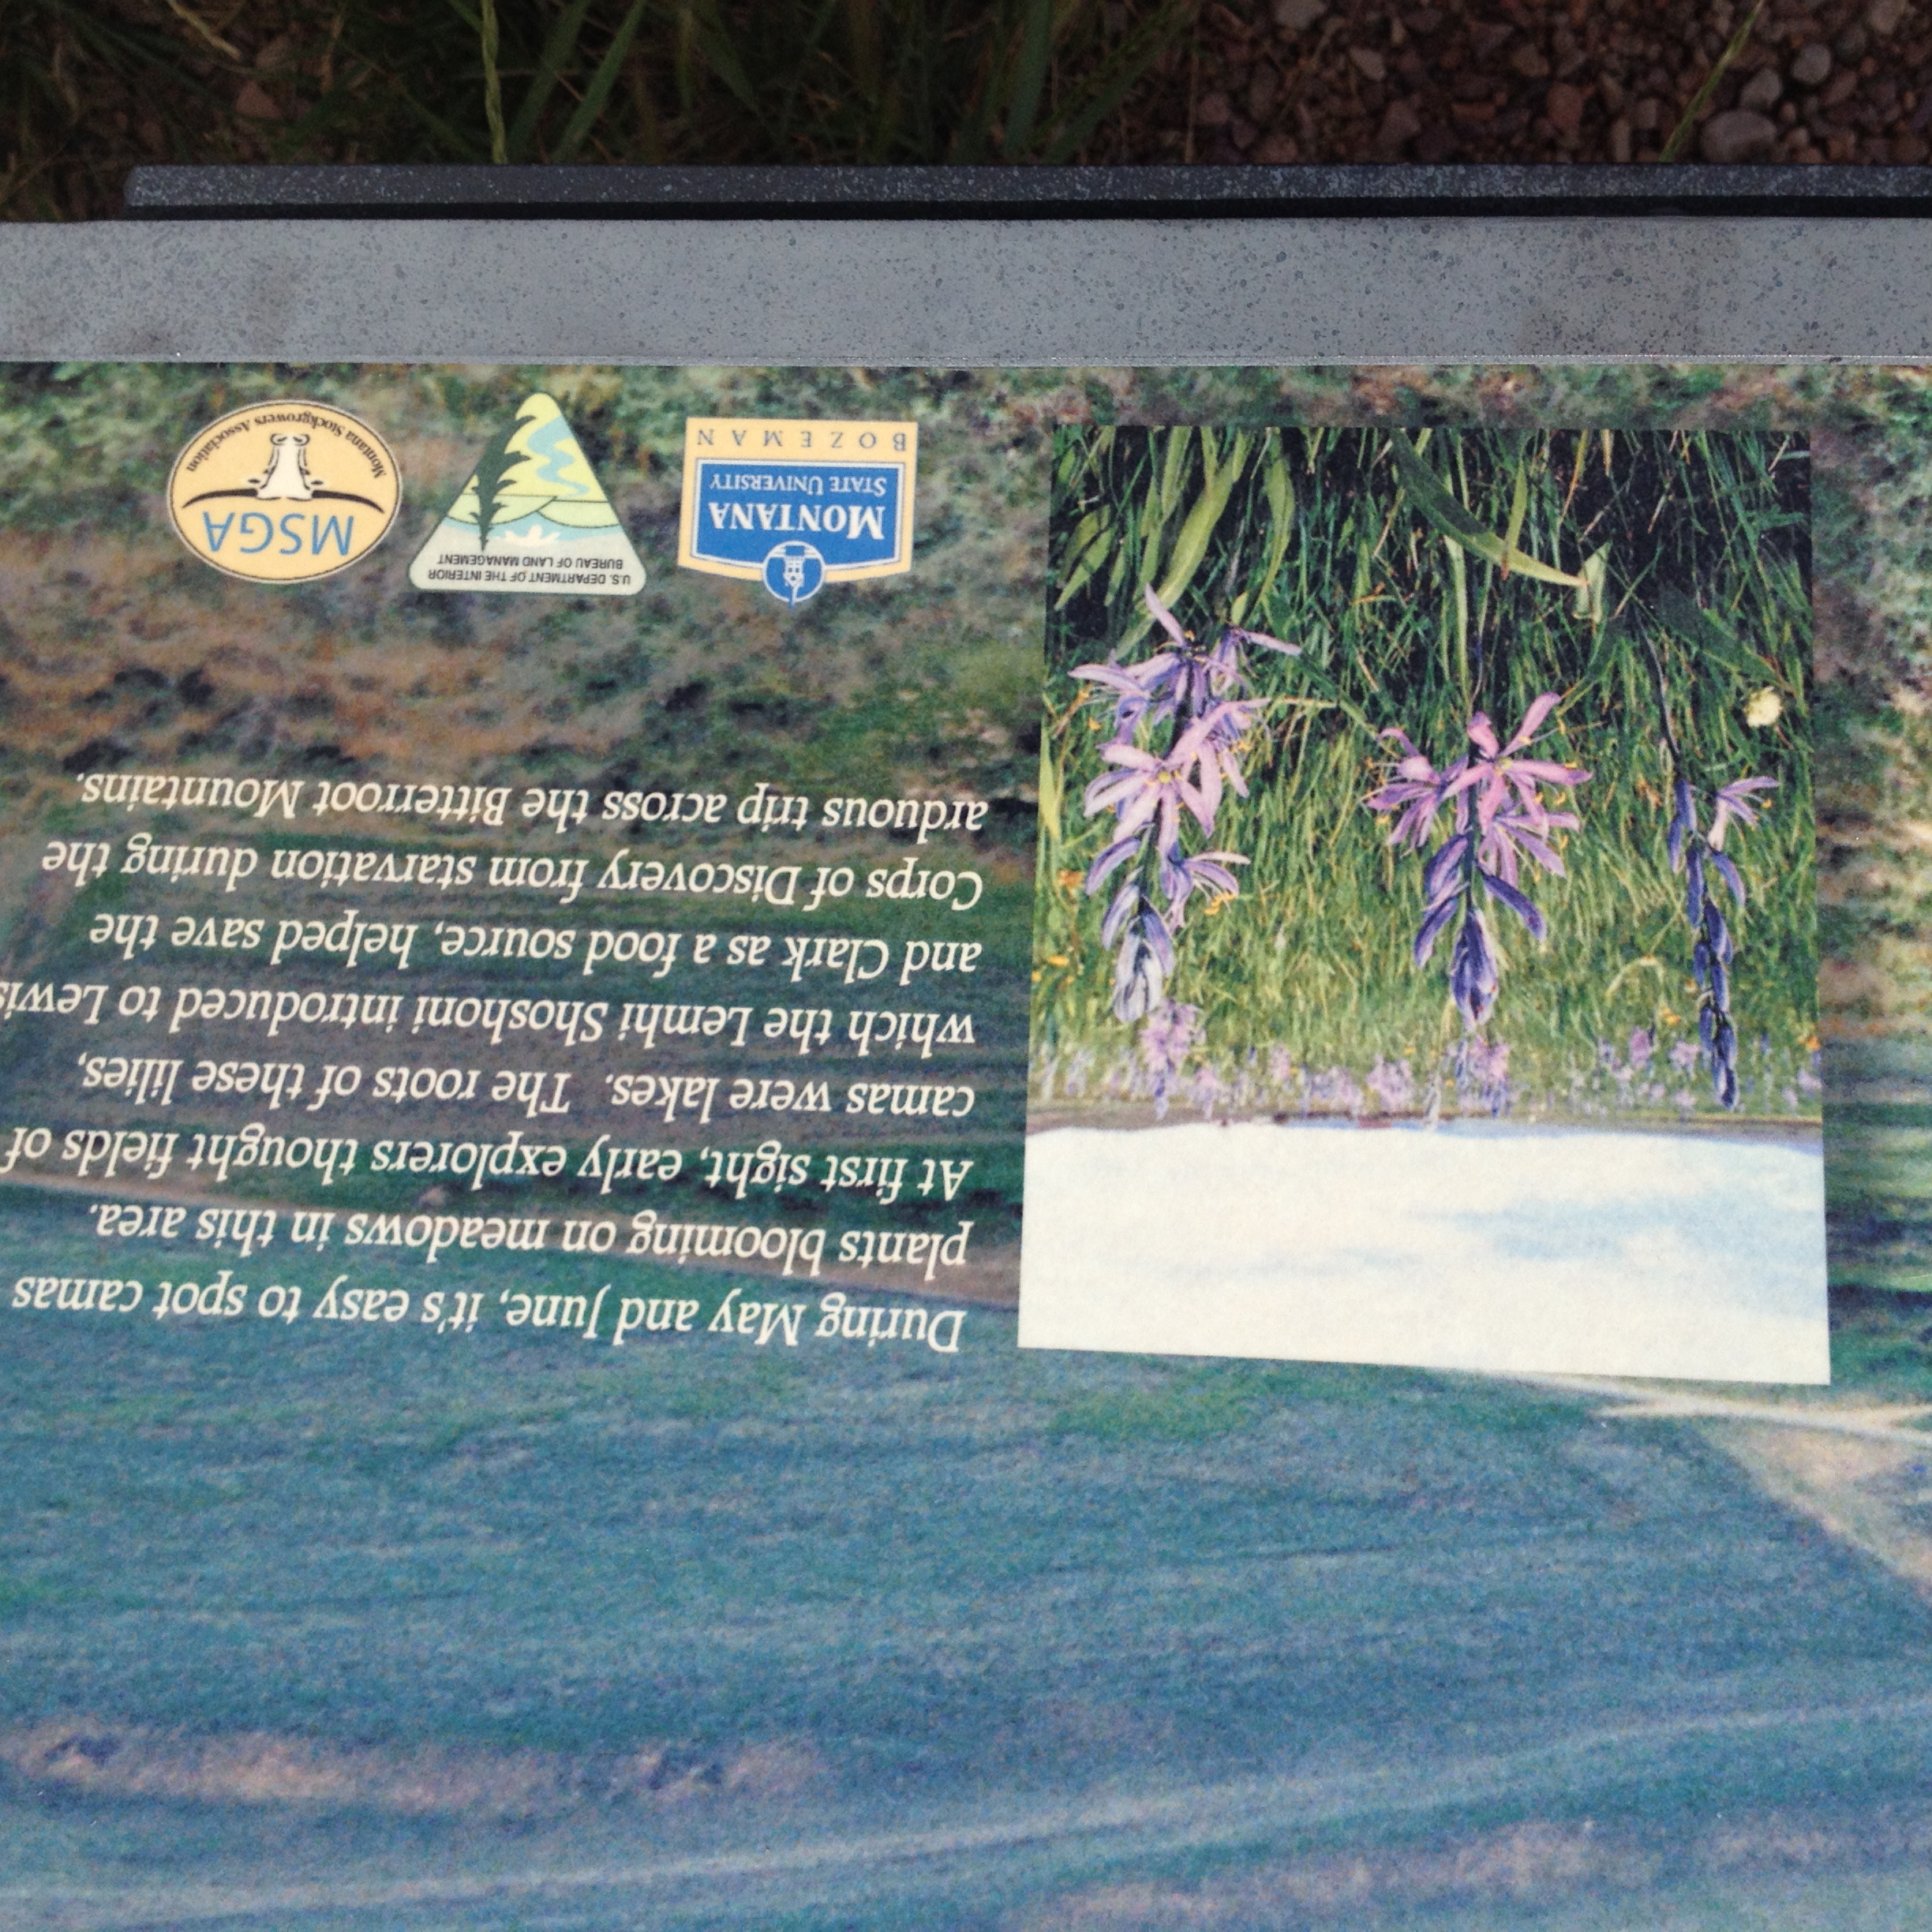 During May and June, it's easy to spot camas
plants blooming on meadows in this area.
At first sight, early explorers thought fields of
camas were lakes. The roots of these lilies,
which the Lemhi Shoshoni introduced to Lewis
and Clark as a food source, helped save the
Corps of Discovery from starvation during the
arduous trip across the Bitterroot Mountains.
MONTANA
STATE UNIVERSITY
BOZEMAN
U.S. DEPARTMENT OF THE INTERIOR
BUREAU OF LAND MANAGEMENT
MSGA
Montana Stockgrowers Association